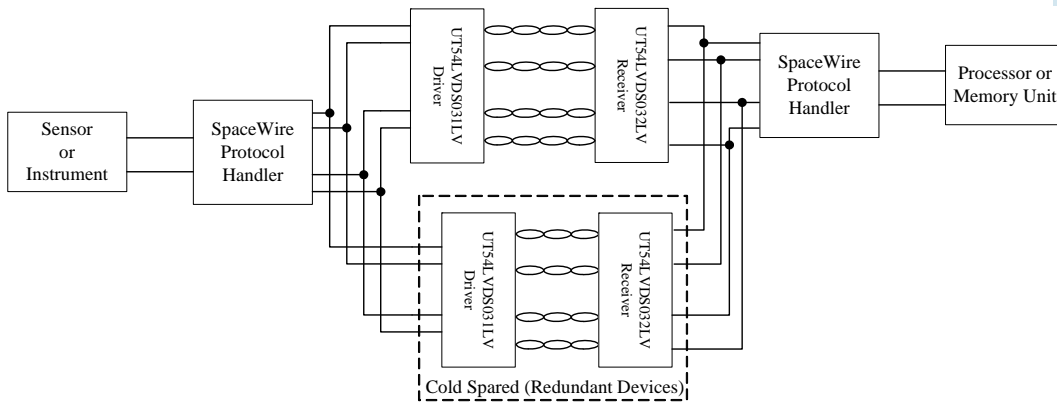 Sensor
or
Instrument
SpaceWire
Protocol
Handler
UT54LVDS031LV
Driver
UT54LVDS032LV
Receiver
SpaceWire
Protocol
Handler
Processor or
Memory Unit
UT54LVDS031LV
Driver
UT54LVDS032LV
Receiver
Cold Spared (Redundant Devices)